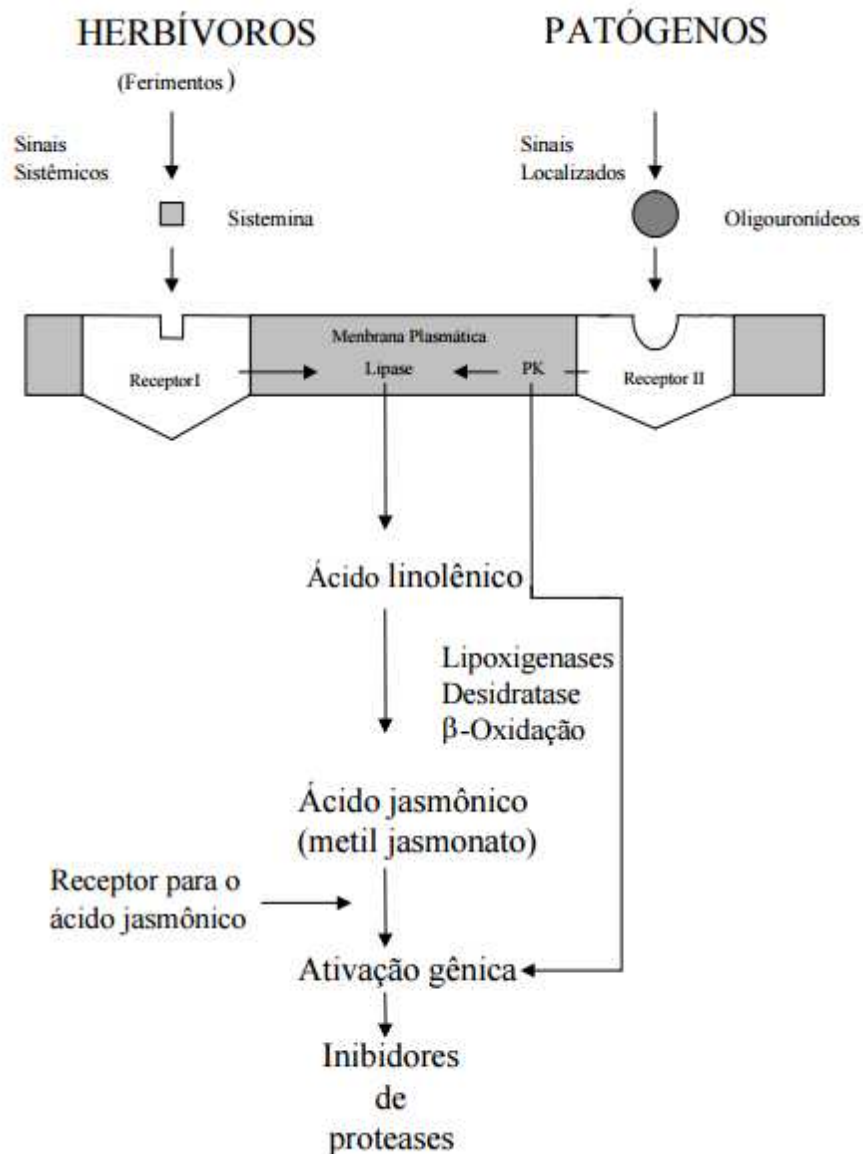 HERBÍVOROS
PATÓGENOS
(Ferimentos)
Sinais
Sistêmicos
Sinais
Localizados
Sistemina
Oligouronídeos
Menbrana Plasmática
Receptor I
Lipase
PK
Receptor II
Ácido linolênico
Lipoxigenases
Desidratase
β-Oxidação
Ácido jasmônico
(metil jasmonato)
Receptor para o
ácido jasmônico
Ativação gênica
Inibidores
de
proteases